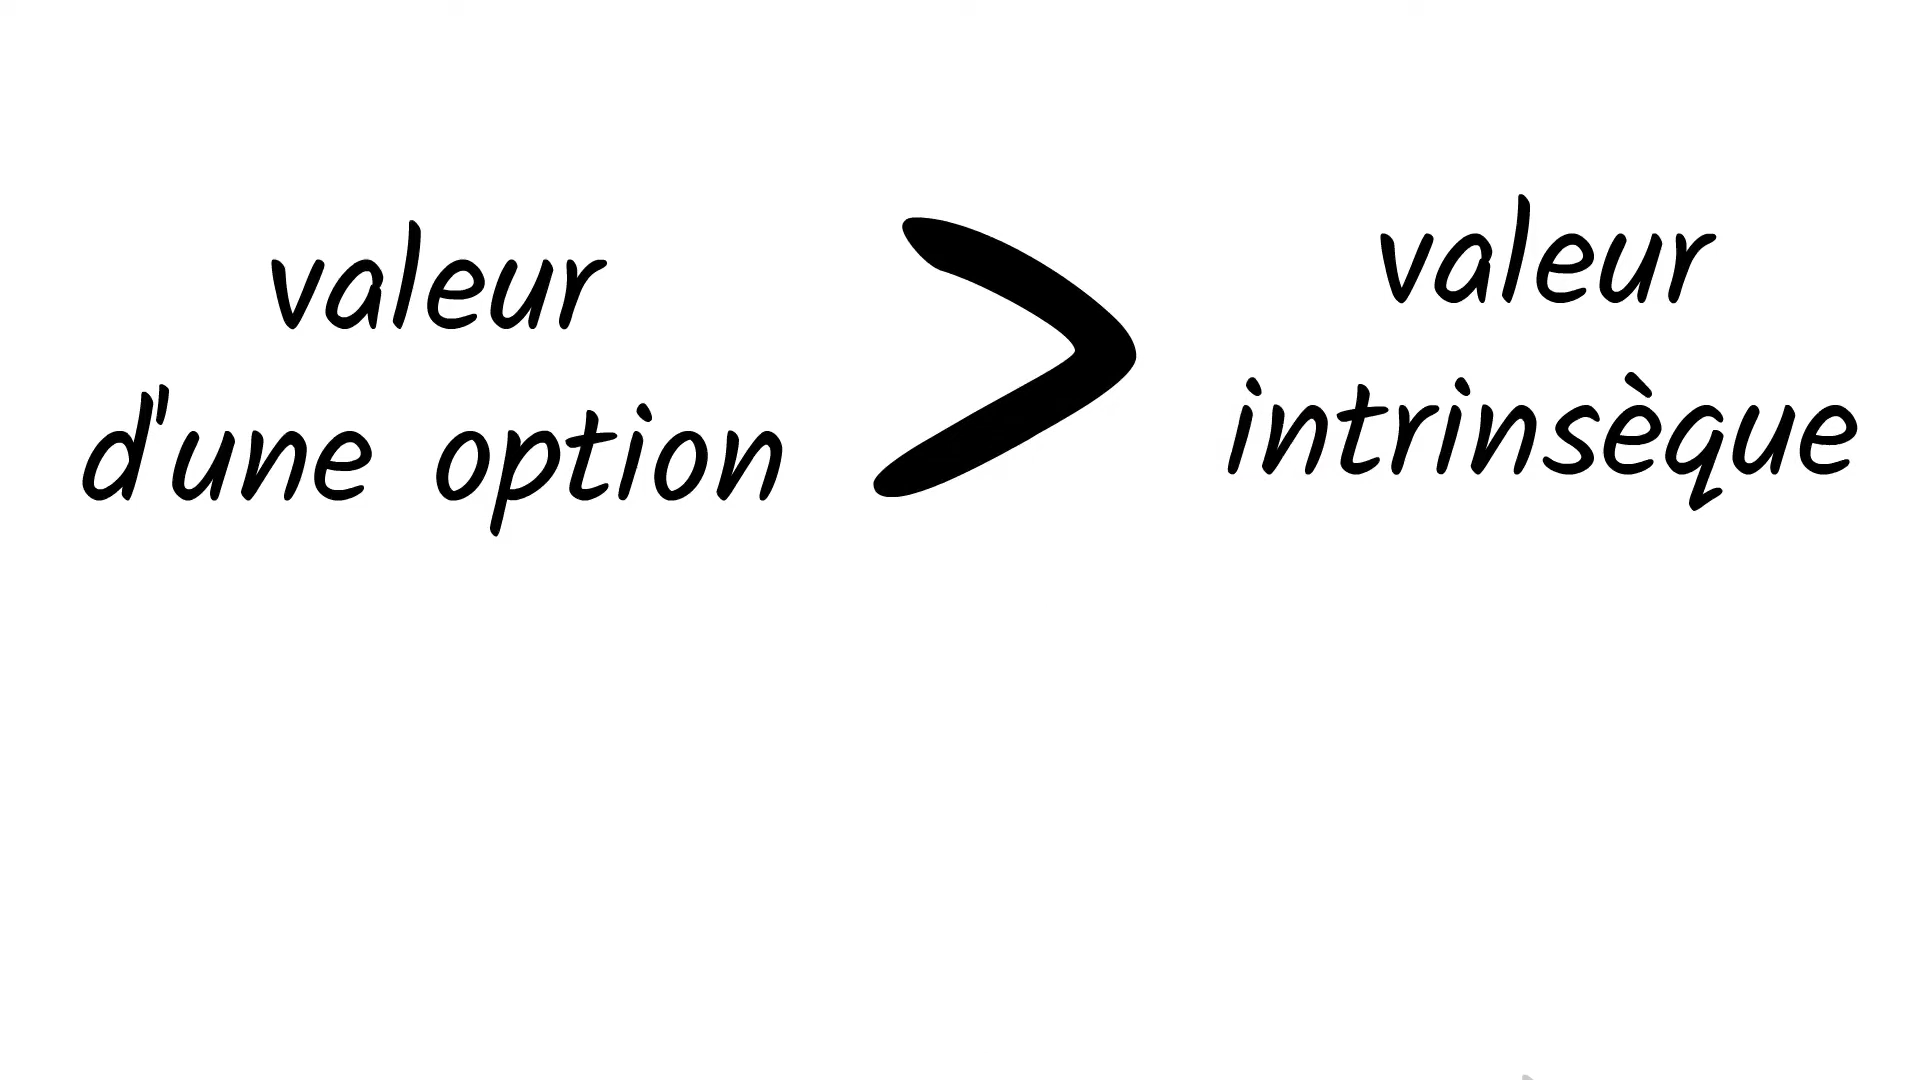 valeur
d'une option
>
valeur
intrinsèque